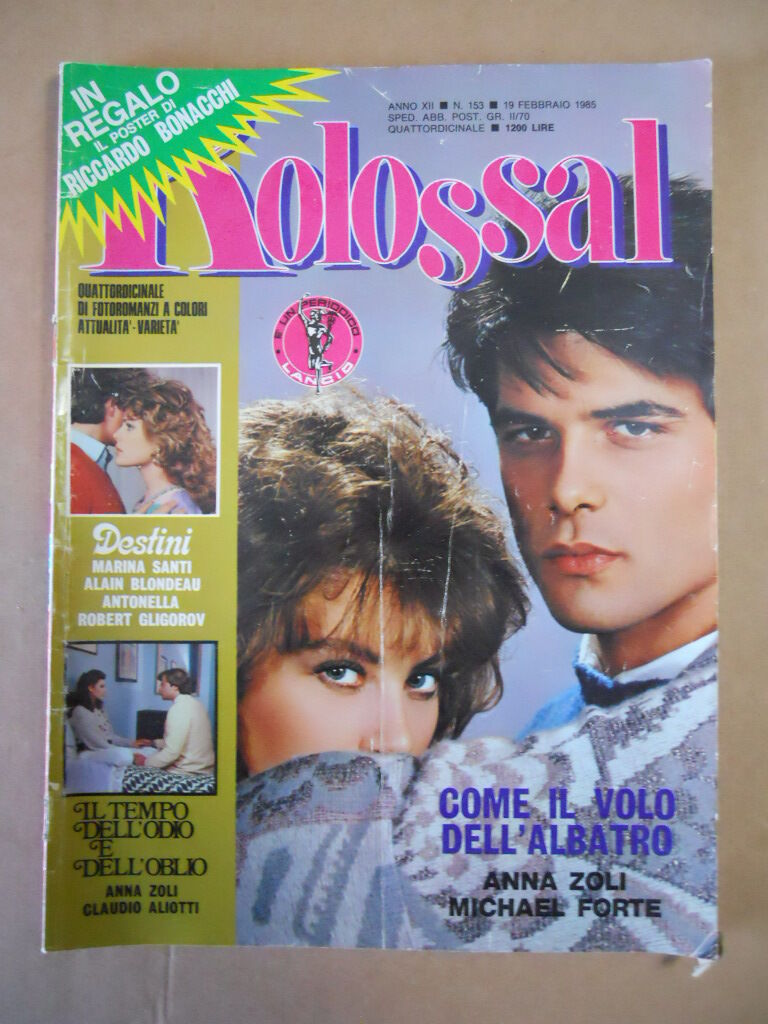 IN
REGALO
IL POSTER DI
RICCARDO BONACCHI
ANNO XII ■ N. 153 ■ 19 FEBBRAIO 1985
SPED. ABB. POST. GR. II/70
QUATTORDICINALE ■ 1200 LIRE
Kolossal
QUATTORDICINALE
DI FOTOROMANZI A COLORI
ATTUALITA'-VARIETA'
E UN PERIODICO
LANCIO
Destini
MARINA SANTI
ALAIN BLONDEAU
ANTONELLA
ROBERT GLIGOROV
IL TEMPO
DELL'ODIO
E
DELL'OBLIO
ANNA ZOLI
CLAUDIO ALIOTTI
COME IL VOLO
DELL'ALBATRO
ANNA ZOLI
MICHAEL FORTE